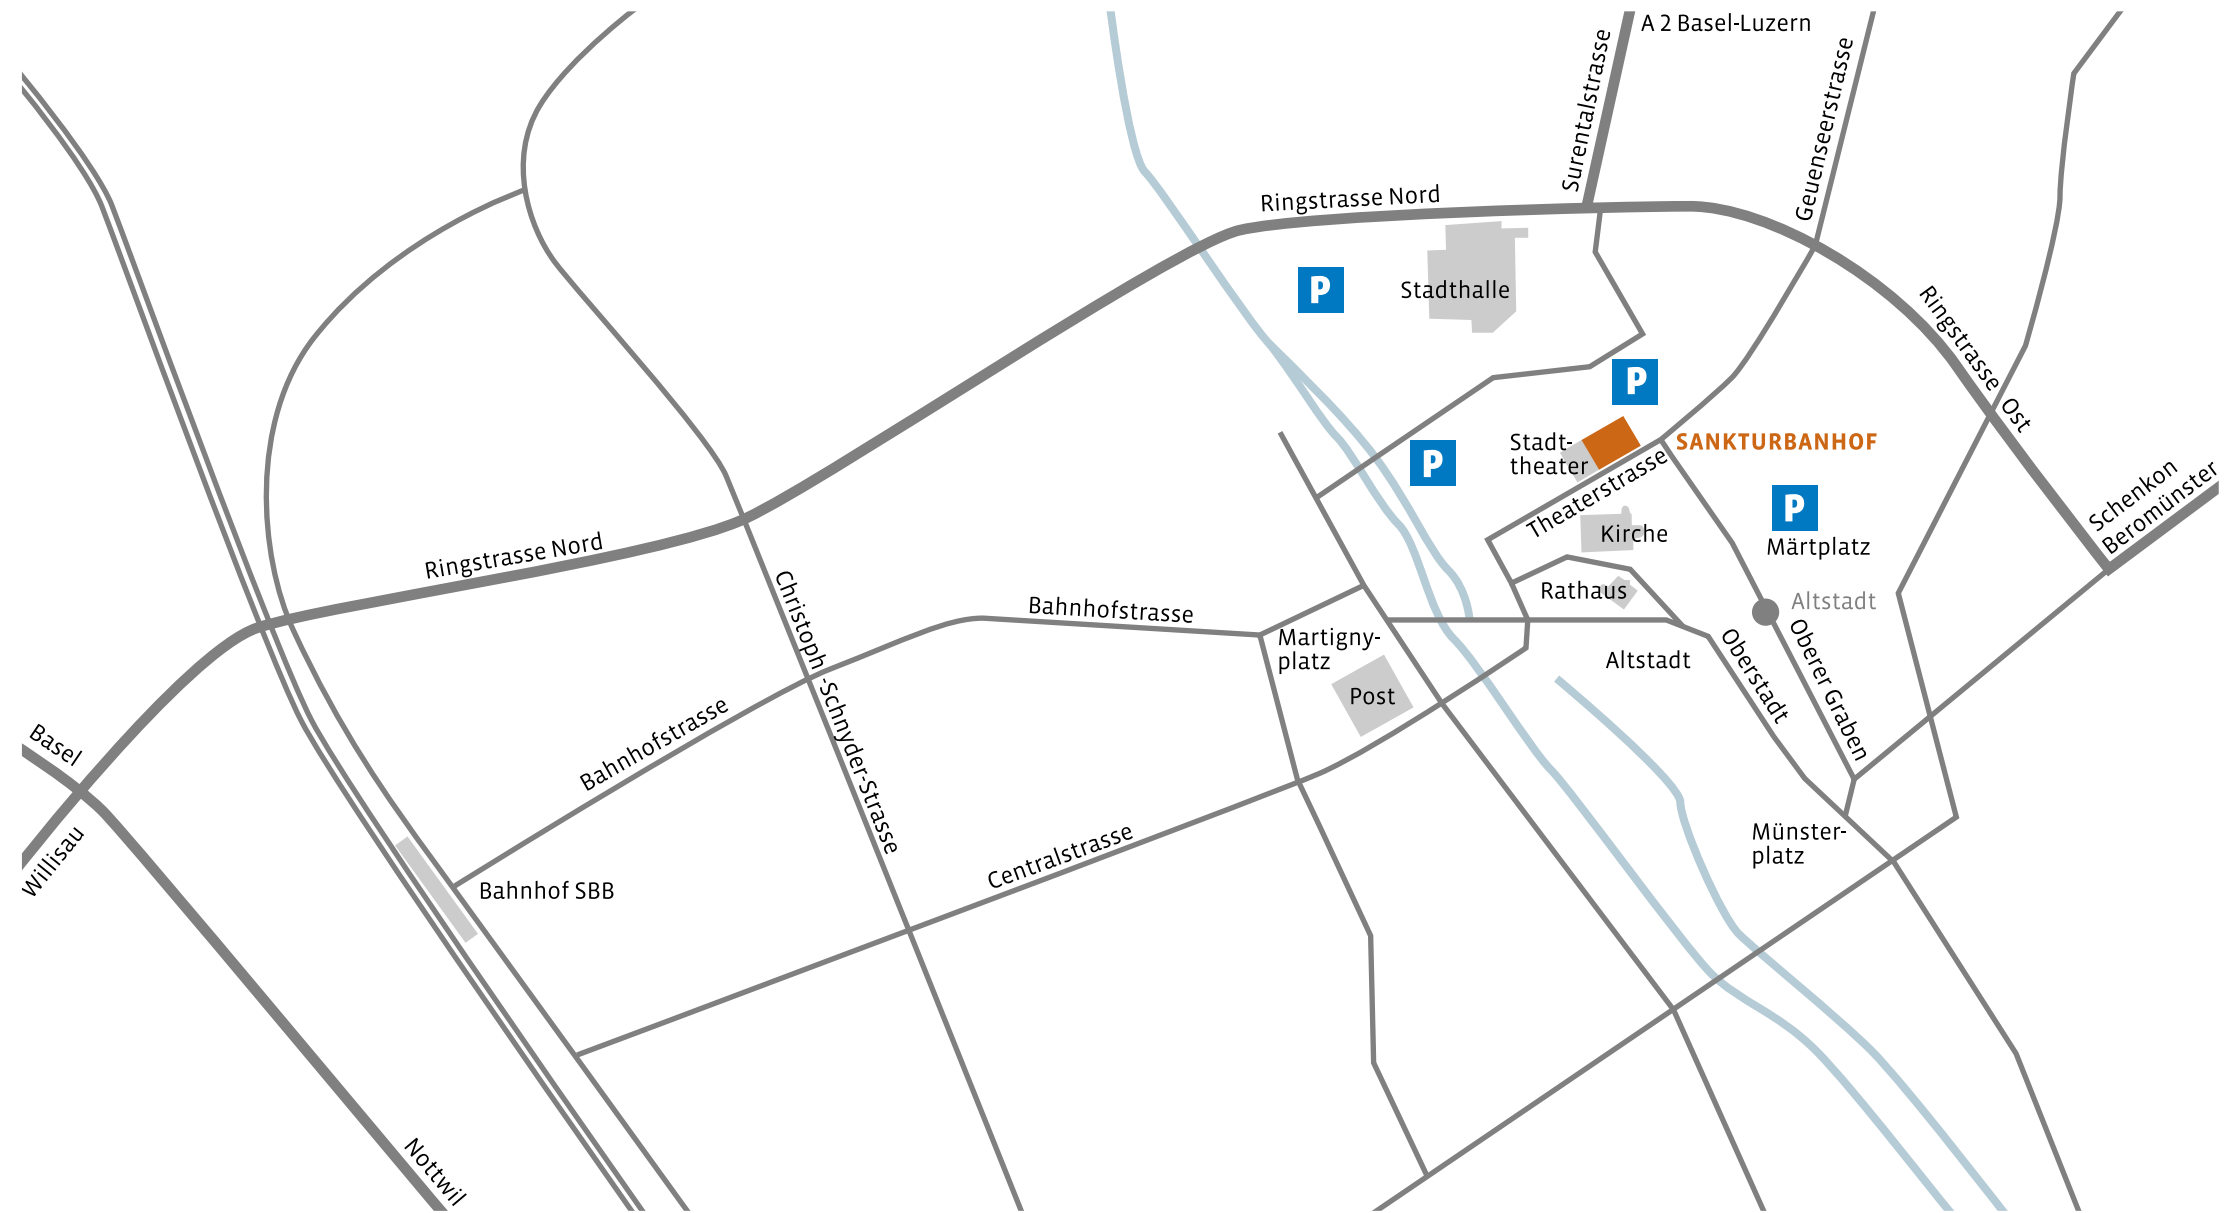 A 2 Basel-Luzern
Surentalstrasse
Geuenseerstrasse
Ringstrasse Nord
P
Stadthalle
Ringstrasse Ost
P
Stadt-
theater
SANKTURBANHOF
P
Theaterstrasse
P
Märtplatz
Kirche
Schenkon
Beromünster
Ringstrasse Nord
Christoph-Schnyder-Strasse
Bahnhofstrasse
Rathaus
Altstadt
Martigny-
platz
Altstadt
Oberstadt
Oberer Graben
Post
Bahnhofstrasse
Basel
Willisau
Centralstrasse
Münster-
platz
Bahnhof SBB
Nottwil